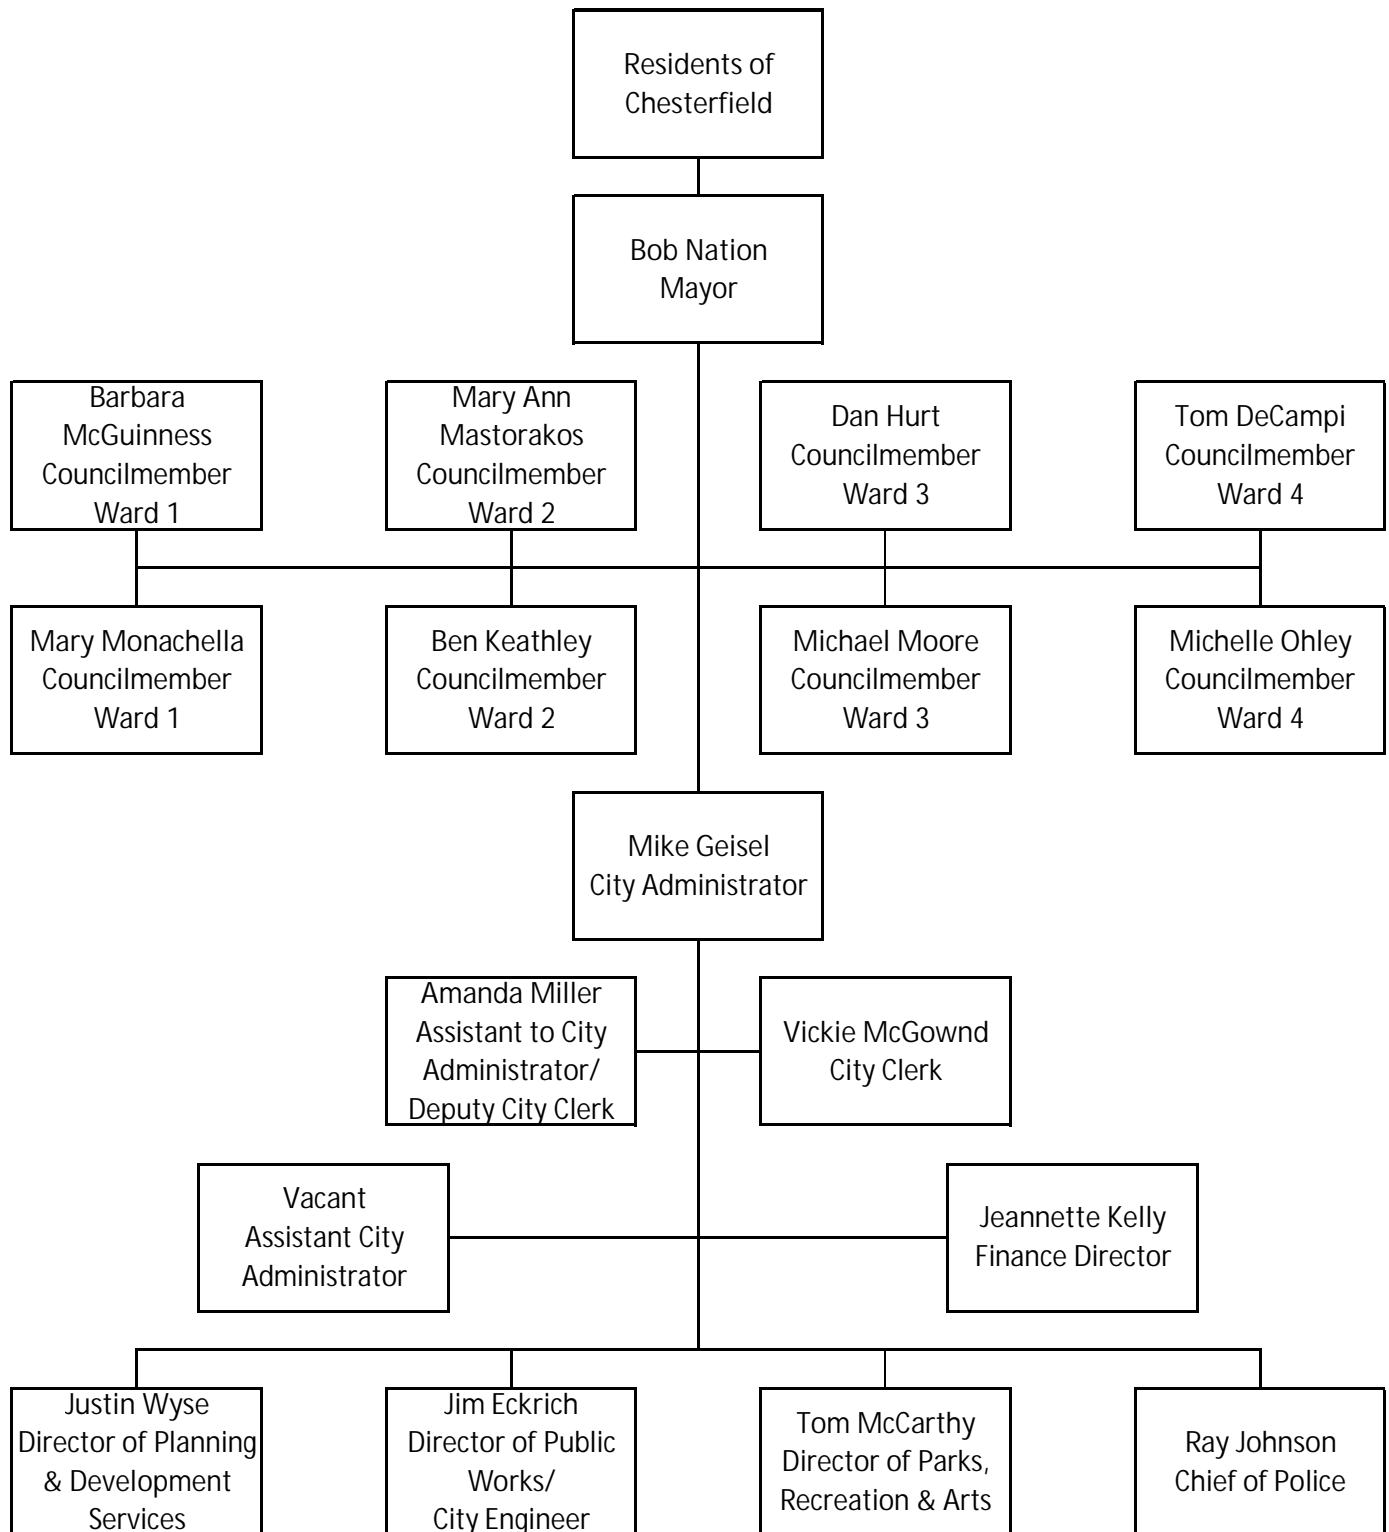 Residents of
Chesterfield
Bob Nation
Mayor
Barbara
McGuinness
Councilmember
Ward 1
Mary Ann
Mastorakos
Councilmember
Ward 2
Dan Hurt
Councilmember
Ward 3
Tom DeCampi
Councilmember
Ward 4
Mary Monachella
Councilmember
Ward 1
Ben Keathley
Councilmember
Ward 2
Michael Moore
Councilmember
Ward 3
Michelle Ohley
Councilmember
Ward 4
Mike Geisel
City Administrator
Amanda Miller
Assistant to City
Administrator/
Deputy City Clerk
Vickie McGownd
City Clerk
Vacant
Assistant City
Administrator
Jeannette Kelly
Finance Director
Justin Wyse
Director of Planning
& Development
Services
Jim Eckrich
Director of Public
Works/
City Engineer
Tom McCarthy
Director of Parks,
Recreation & Arts
Ray Johnson
Chief of Police